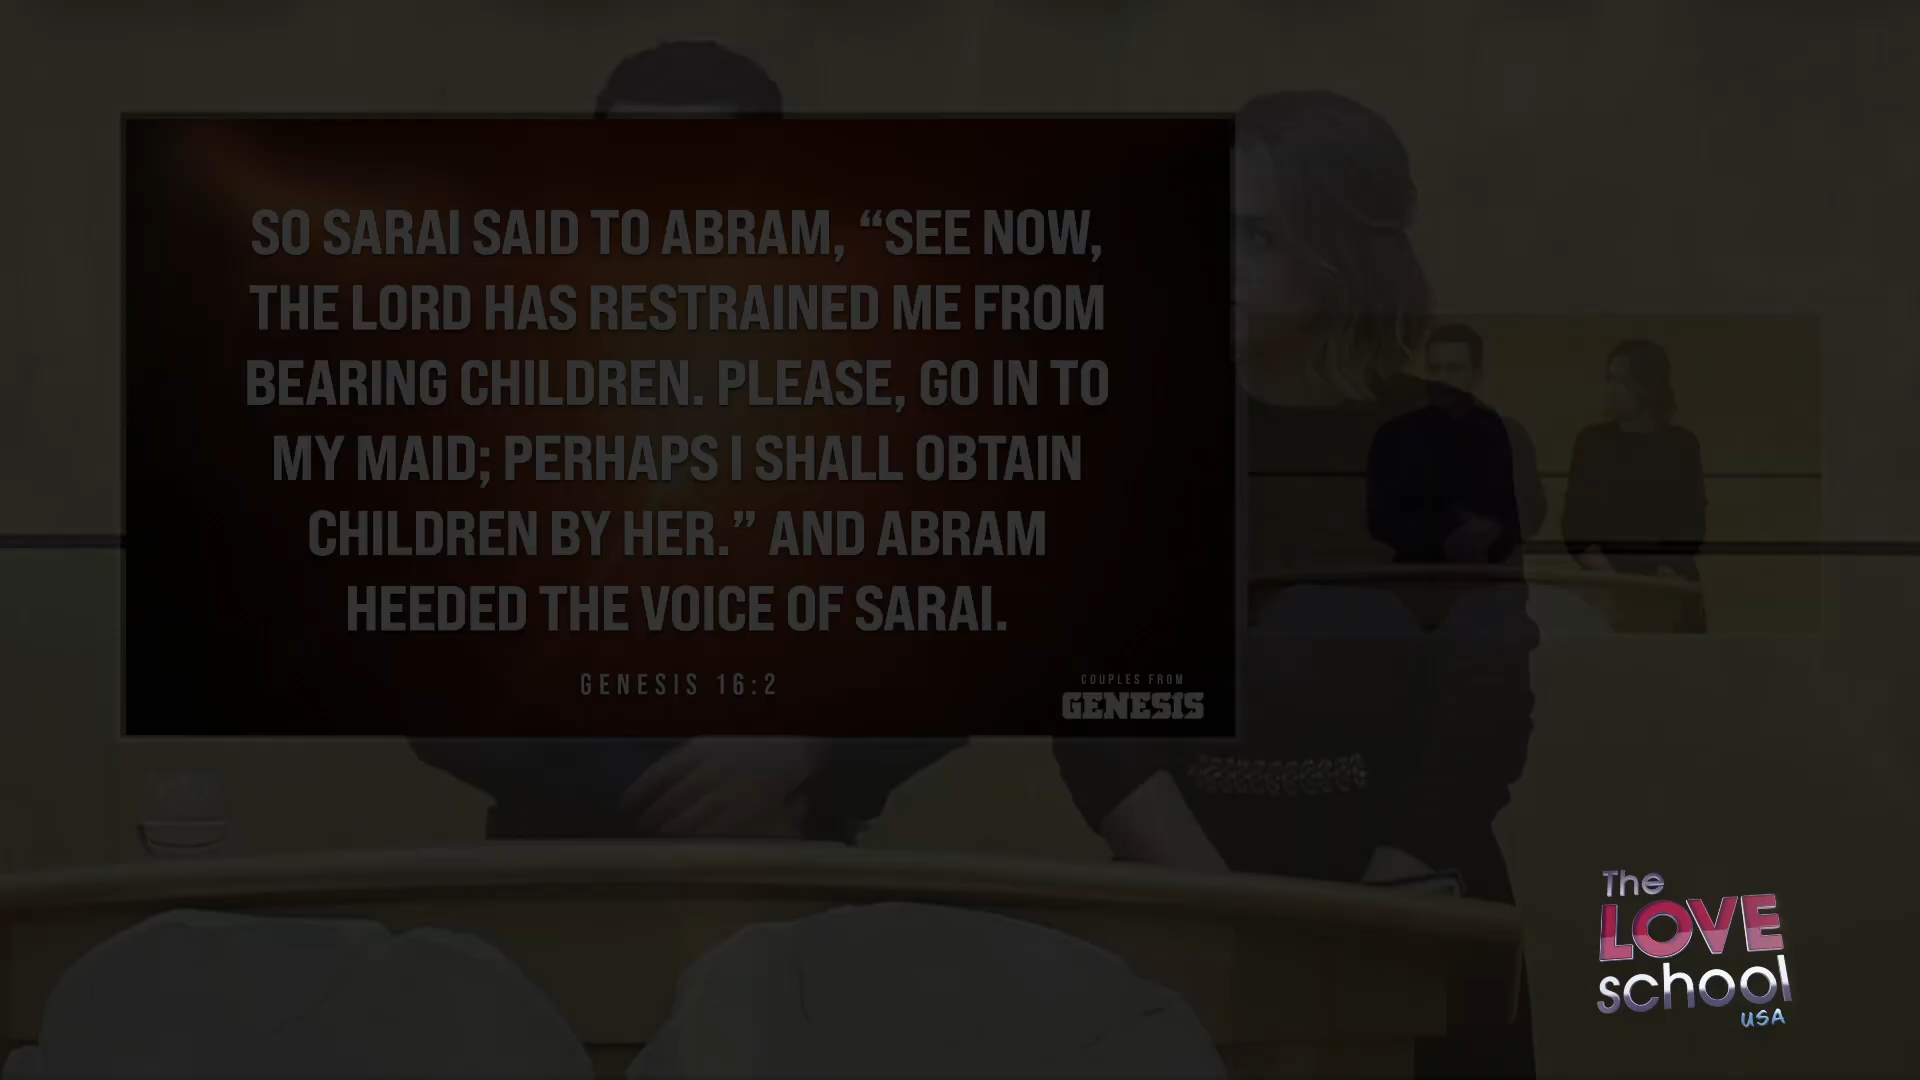 SO SARAI SAID TO ABRAM, “SEE NOW,
THE LORD HAS RESTRAINED ME FROM
BEARING CHILDREN. PLEASE, GO IN TO
MY MAID; PERHAPS I SHALL OBTAIN
CHILDREN BY HER.” AND ABRAM
HEEDED THE VOICE OF SARAI.
GENESIS 16:2
COUPLES FROM
GENESIS
The
LOVE
school
USA